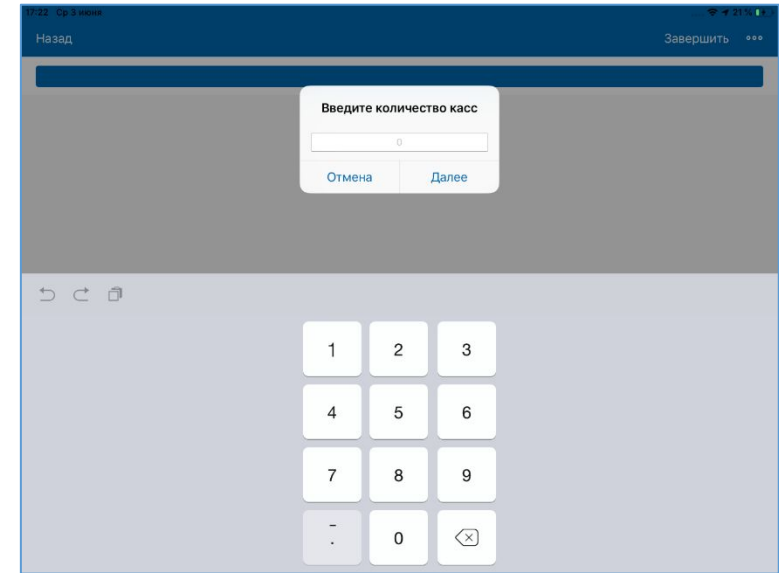 17:22 Ср 3 июня
21 %
Назад
Завершить
Введите количество касс
0
Отмена
Далее
1 2 3
4 5 6
7 8 9
- . 0